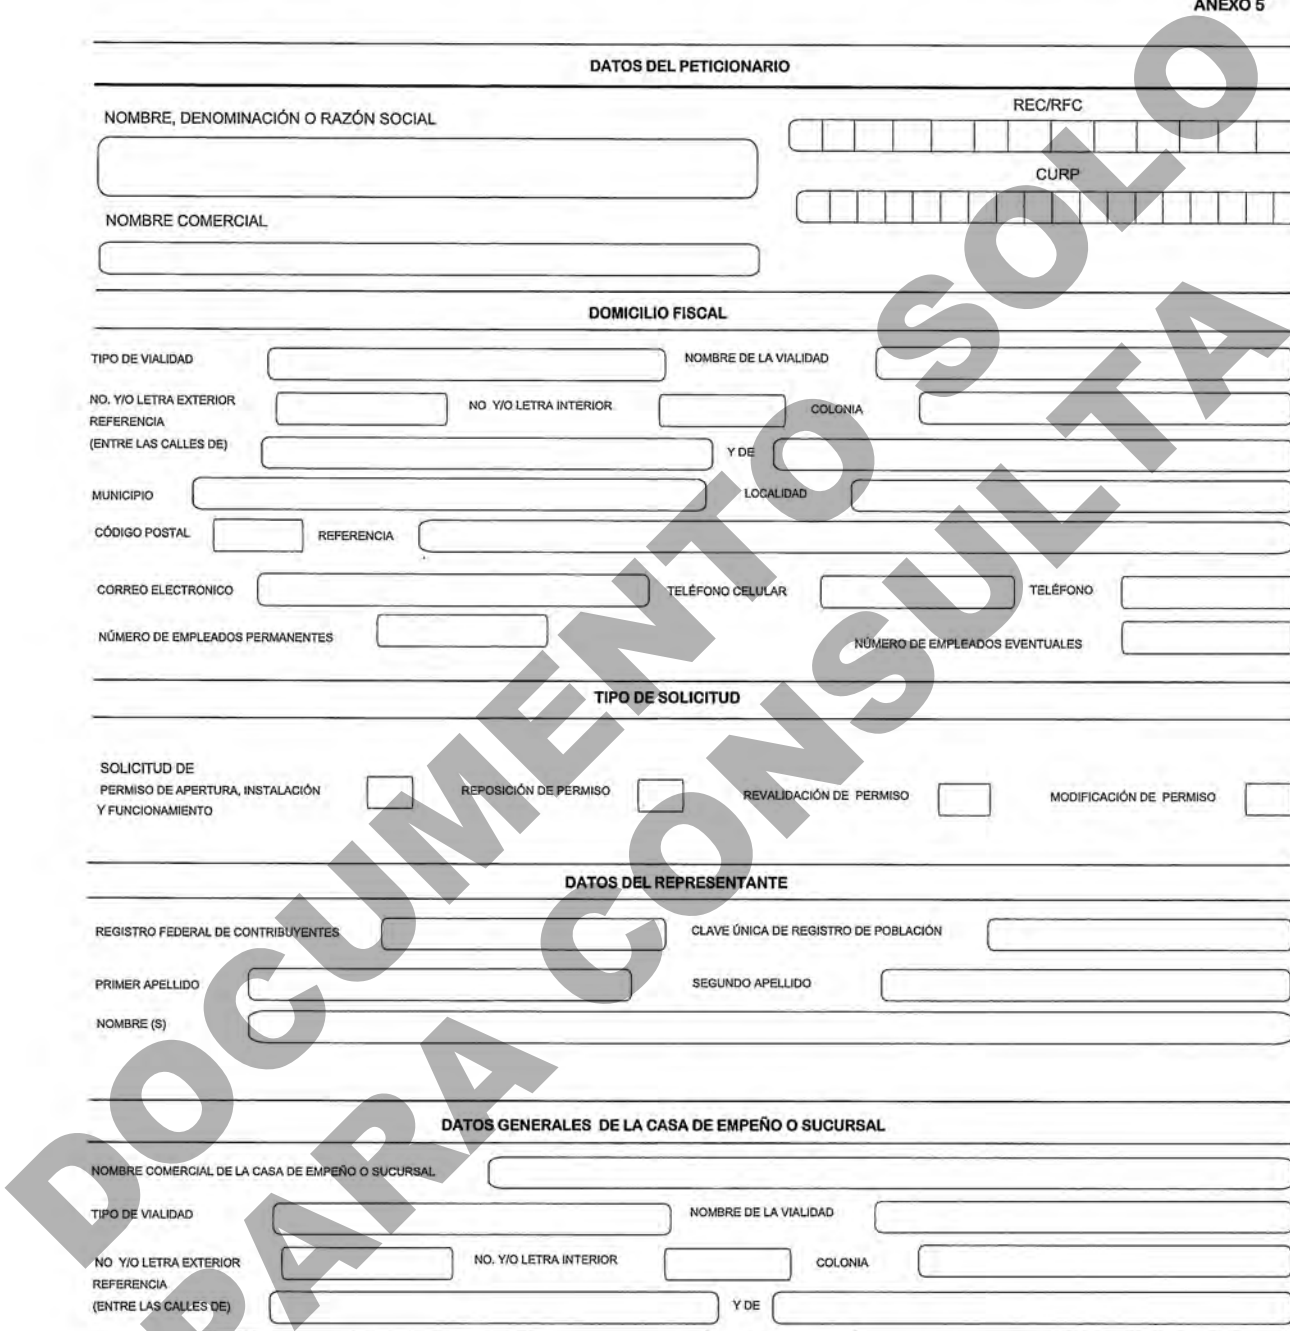 ANEXO 5
DATOS DEL PETICIONARIO
NOMBRE, DENOMINACIÓN O RAZÓN SOCIAL
REC/RFC
CURP
NOMBRE COMERCIAL
DOMICILIO FISCAL
TIPO DE VIALIDAD NOMBRE DE LA VIALIDAD
NO. Y/O LETRA EXTERIOR NO Y/O LETRA INTERIOR COLONIA
REFERENCIA
(ENTRE LAS CALLES DE) Y DE
MUNICIPIO LOCALIDAD
CÓDIGO POSTAL REFERENCIA
CORREO ELECTRONICO TELÉFONO CELULAR TELÉFONO
NÚMERO DE EMPLEADOS PERMANENTES NÚMERO DE EMPLEADOS EVENTUALES
TIPO DE SOLICITUD
SOLICITUD DE
PERMISO DE APERTURA, INSTALACIÓN REPOSICIÓN DE PERMISO REVALIDACIÓN DE PERMISO MODIFICACIÓN DE PERMISO
Y FUNCIONAMIENTO
DATOS DEL REPRESENTANTE
REGISTRO FEDERAL DE CONTRIBUYENTES CLAVE ÚNICA DE REGISTRO DE POBLACIÓN
PRIMER APELLIDO SEGUNDO APELLIDO
NOMBRE (S)
DATOS GENERALES DE LA CASA DE EMPEÑO O SUCURSAL
NOMBRE COMERCIAL DE LA CASA DE EMPEÑO O SUCURSAL
TIPO DE VIALIDAD NOMBRE DE LA VIALIDAD
NO Y/O LETRA EXTERIOR NO. Y/O LETRA INTERIOR COLONIA
REFERENCIA
(ENTRE LAS CALLES DE) Y DE
DOCUMENTO SOLO
PARA CONSULTA